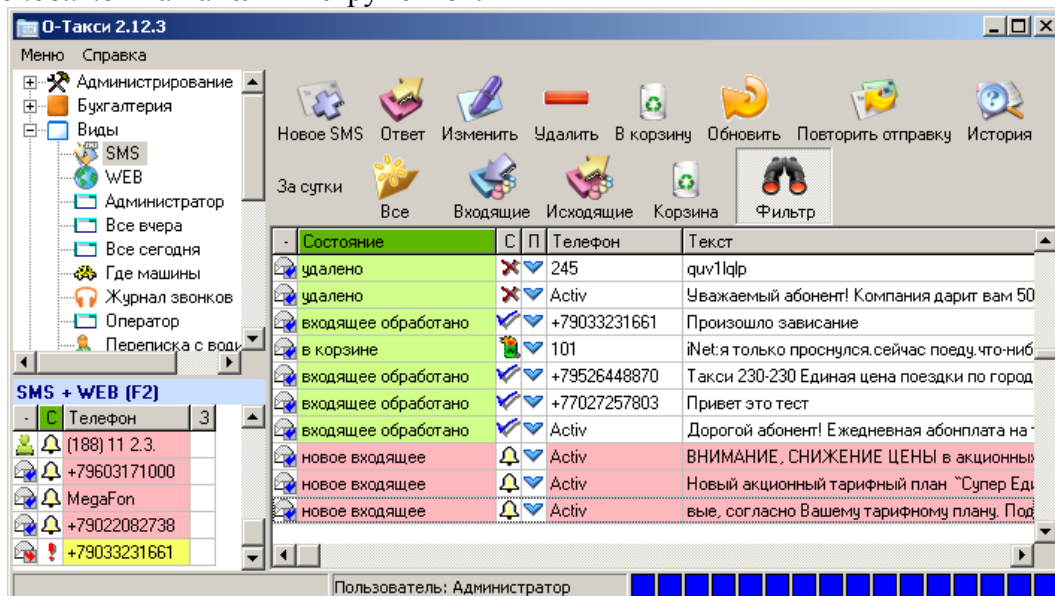 О-Такси 2.12.3
Меню Справка
Администрирование
Бухгалтерия
Виды
SMS
WEB
Администратор
Все вчера
Все сегодня
Где машины
Журнал звонков
Оператор
Переписка с води
Новое SMS Ответ Изменить Удалить В корзину Обновить Повторить отправку История
За сутки Все Входящие Исходящие Корзина Фильтр
- Состояние С П Телефон Текст
удалено 245 quv1lqlp
удалено Activ Уважаемый абонент! Компания дарит вам 50
входящее обработано +79033231661 Произошло зависание
в корзине 101 iNet:я только проснулся.сейчас поеду.что-ниб
входящее обработано +79526448870 Такси 230-230 Единая цена поездки по город
входящее обработано +77027257803 Привет это тест
входящее обработано Activ Дорогой абонент! Ежедневная абонплата на
новое входящее Activ ВНИМАНИЕ, СНИЖЕНИЕ ЦЕНЫ в акционных
новое входящее Activ Новый акционный тарифный план ~Супер Еди
новое входящее Activ вые, согласно Вашему тарифному плану. Под
SMS + WEB (F2)
- С Телефон З
(188) 11 2.3.
+79603171000
MegaFon
+79022082738
+79033231661
Пользователь: Администратор